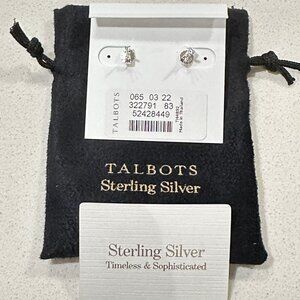 TALBOTS
065 03 22
322791 83
52428449
TALBOTS
Sterling Silver
Sterling Silver
Timeless & Sophisticated